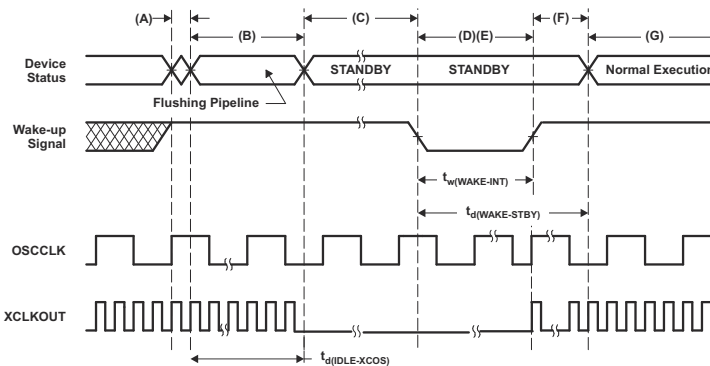 (A)
(B)
(C)
(D)(E)
(F)
(G)
Device
Status
STANDBY
STANDBY
Normal Execution
Flushing Pipeline
Wake-up
Signal
tw(WAKE-INT)
td(WAKE-STBY)
OSCCLK
XCLKOUT
td(IDLE-XCOS)